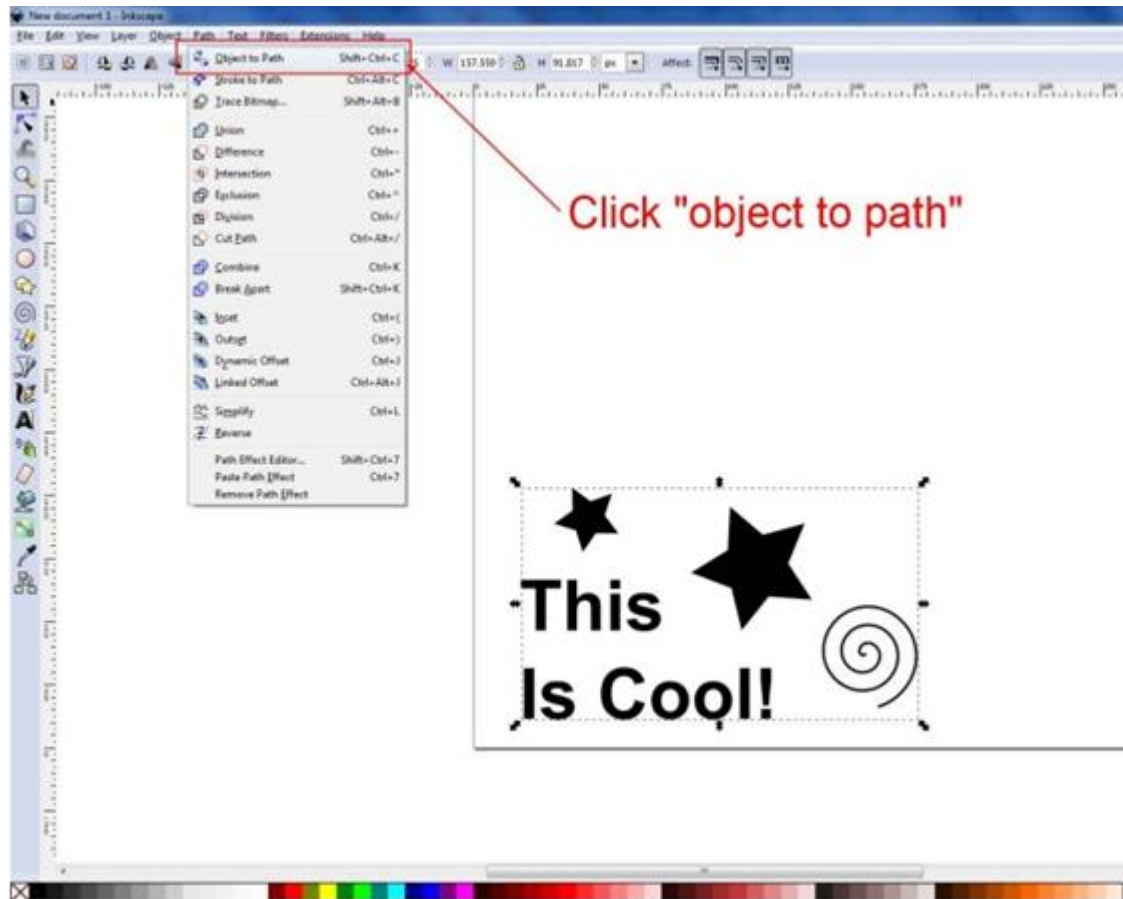 New document 1 - Inkscape
File Edit View Layer Object Path Text Filters Extensions Help
W 157.559 H 91.817 px Affect:
Object to Path Shift+Ctrl+C
Stroke to Path Ctrl+Alt+C
Trace Bitmap... Shift+Alt+B
Union Ctrl++
Difference Ctrl+-
Intersection Ctrl+*
Exclusion Ctrl+^
Division Ctrl+/
Cut Path Ctrl+Alt+/
Combine Ctrl+K
Break Apart Shift+Ctrl+K
Inset Ctrl+(
Outset Ctrl+)
Dynamic Offset Ctrl+J
Linked Offset Ctrl+Alt+J
Simplify Ctrl+L
Reverse
Path Effect Editor... Shift+Ctrl+7
Paste Path Effect Ctrl+7
Remove Path Effect
Click "object to path"
This
Is Cool!